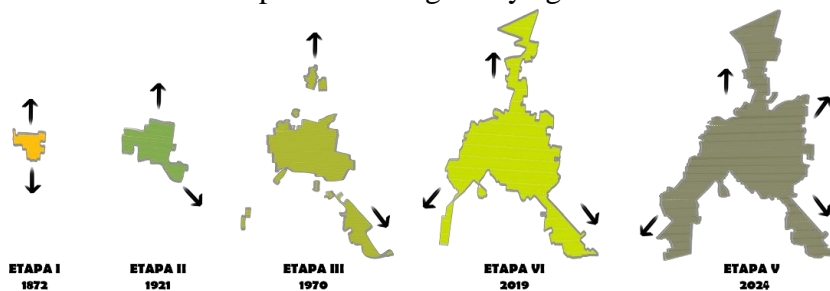 ETAPA I
1872
ETAPA II
1921
ETAPA III
1970
ETAPA VI
2019
ETAPA V
2024